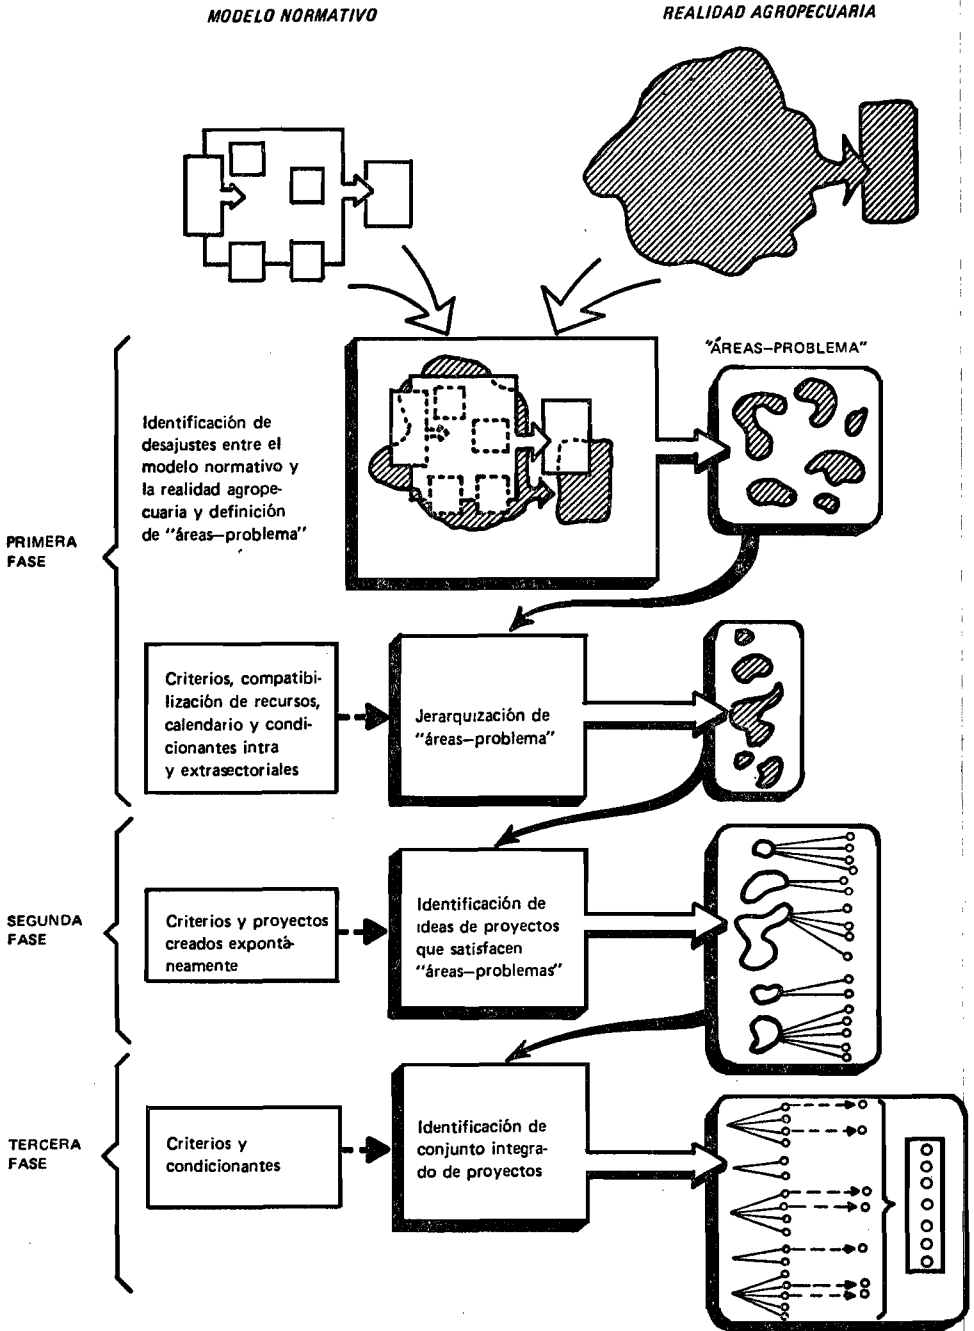 MODELO NORMATIVO
REALIDAD AGROPECUARIA
"ÁREAS—PROBLEMA"
Identificación de
desajustes entre el
modelo normativo y
la realidad agrope-
cuaria y definición
de "áreas—problema"
PRIMERA
FASE
Criterios, compatibi-
lización de recursos,
calendario y condi-
cionantes intra
y extrasectoriales
Jerarquización de
"áreas—problema"
SEGUNDA
FASE
Criterios y proyectos
creados expontá-
neamente
Identificación de
ideas de proyectos
que satisfacen
"áreas—problemas"
TERCERA
FASE
Criterios y
condicionantes
Identificación de
conjunto integra-
do de proyectos